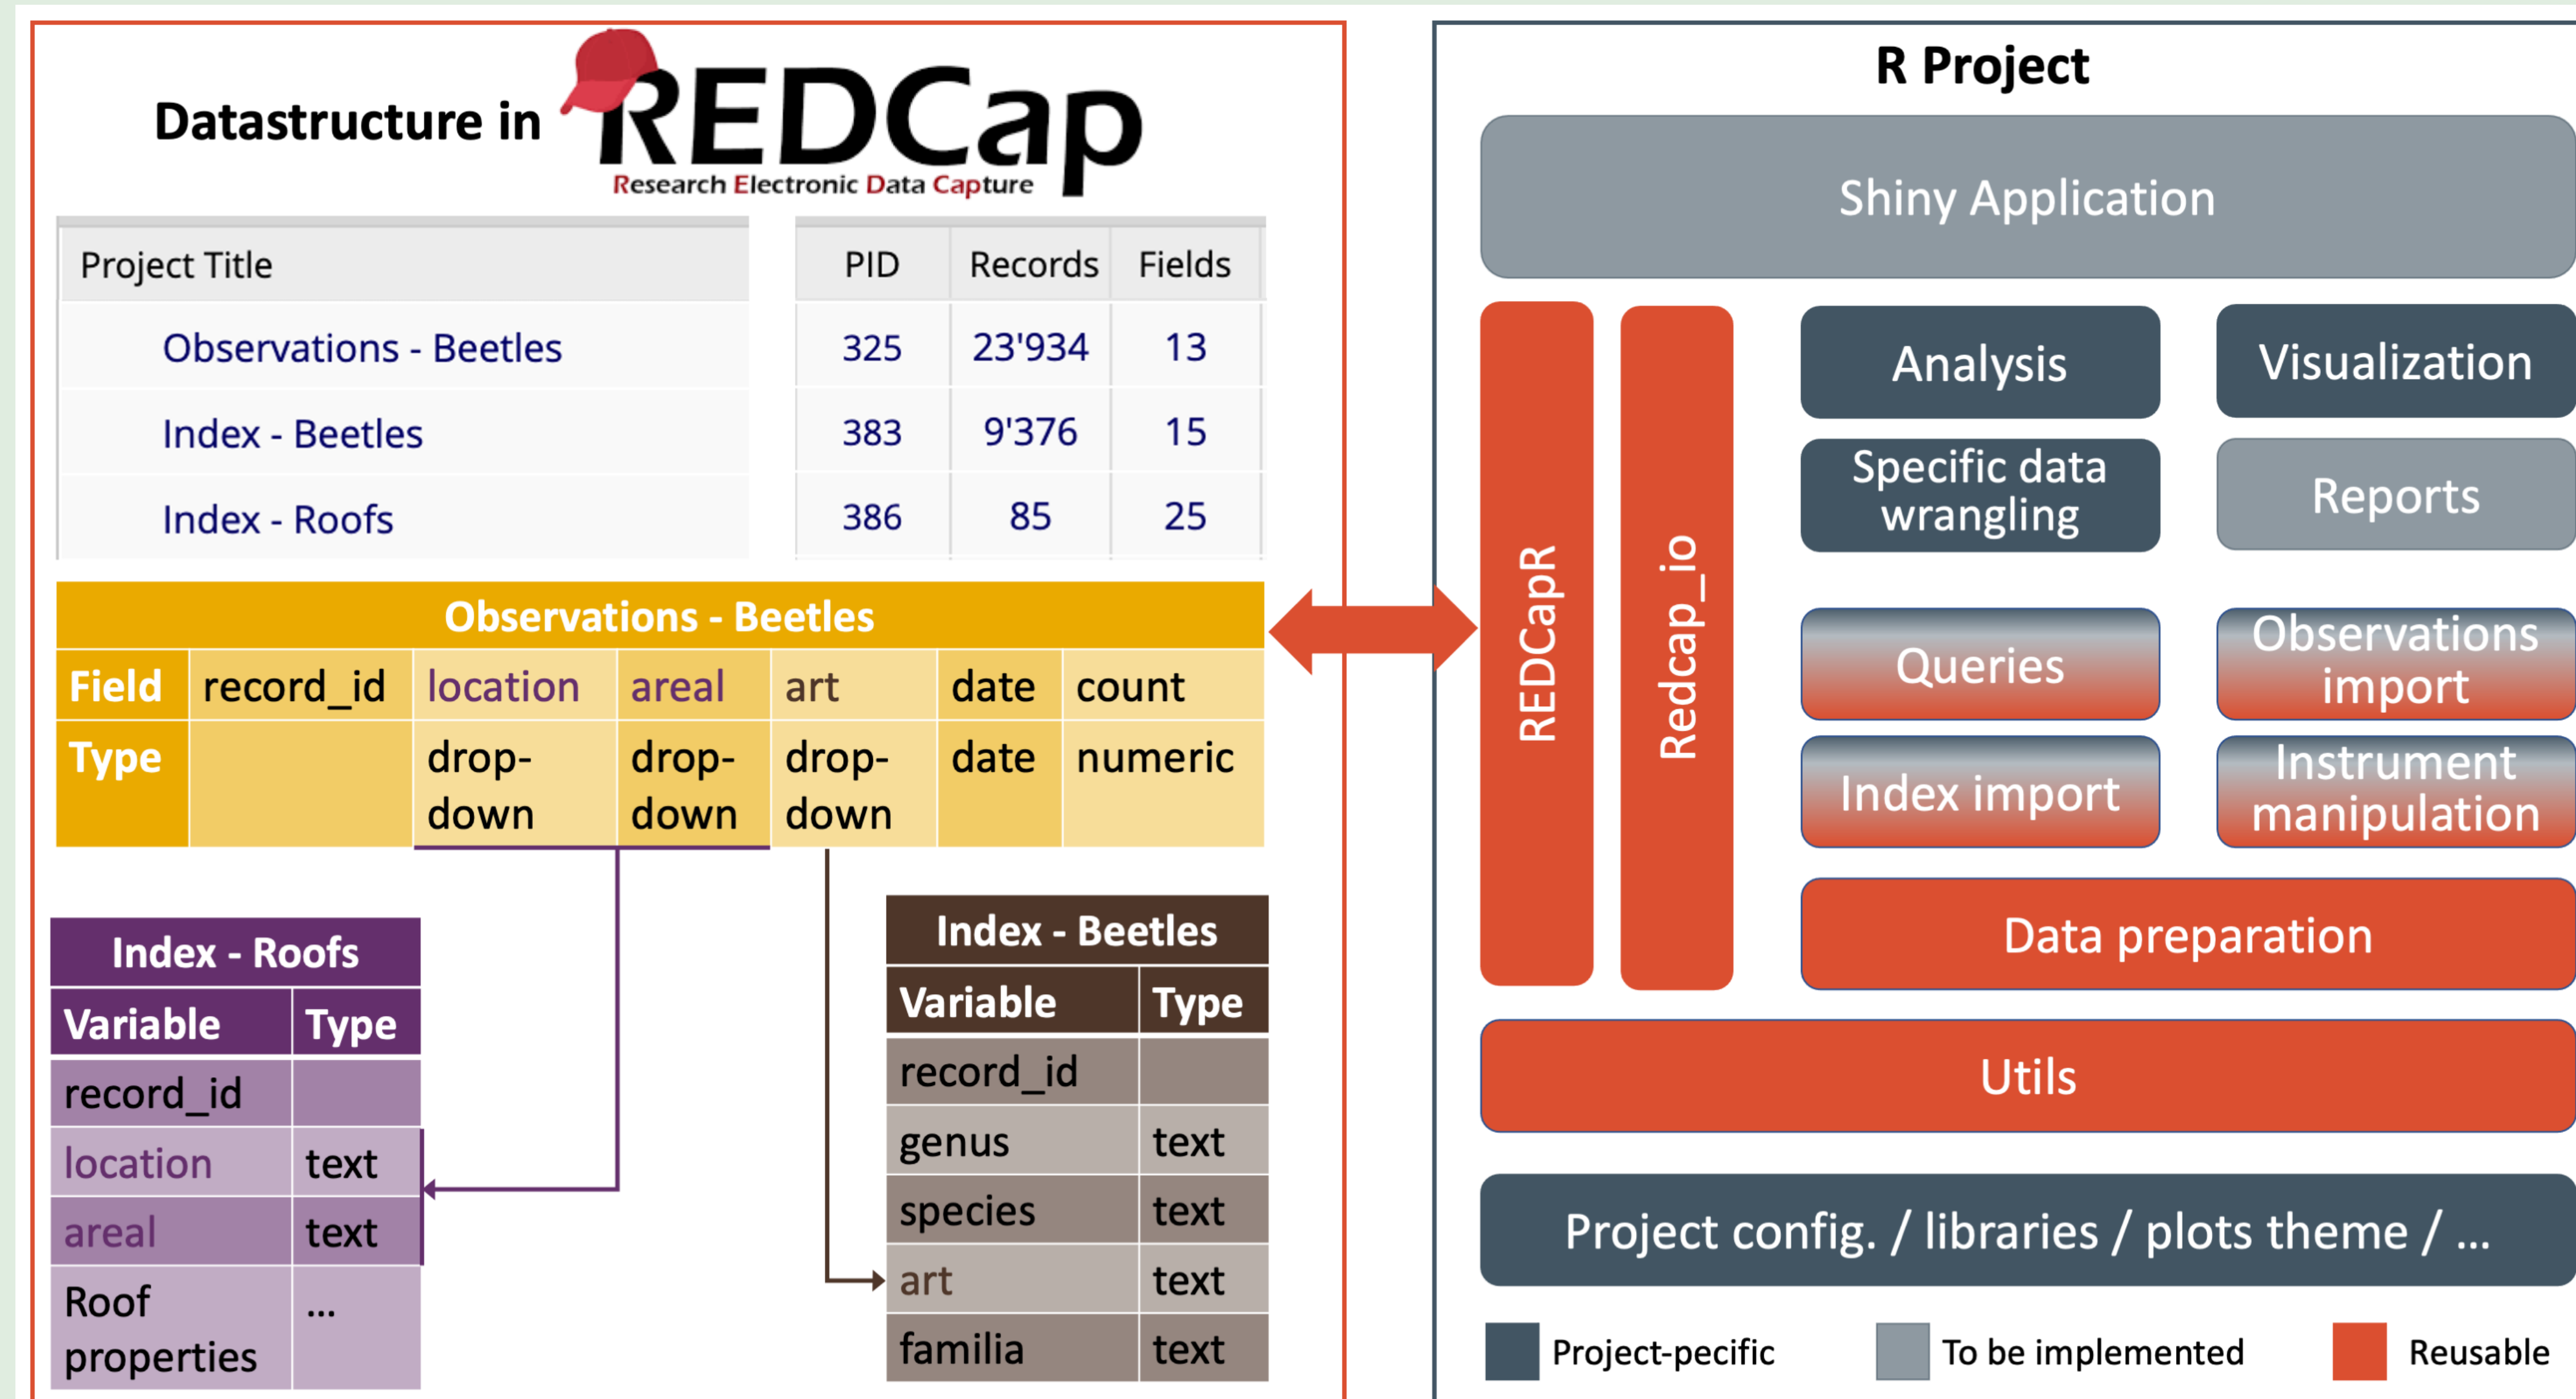 Datastructure in REDCap
Research Electronic Data Capture
Project Title PID Records Fields
Observations - Beetles 325 23'934 13
Index - Beetles 383 9'376 15
Index - Roofs 386 85 25
Observations - Beetles
Field record_id location areal art date count
Type drop-down drop-down drop-down date numeric
Index - Roofs
Variable Type
record_id
location text
areal text
Roof properties ...
Index - Beetles
Variable Type
record_id
genus text
species text
art text
familia text
R Project
Shiny Application
REDCapR
Redcap_io
Analysis
Visualization
Specific data
wrangling
Reports
Queries
Observations
import
Index import
Instrument
manipulation
Data preparation
Utils
Project config. / libraries / plots theme / ...
Project-pecific To be implemented Reusable